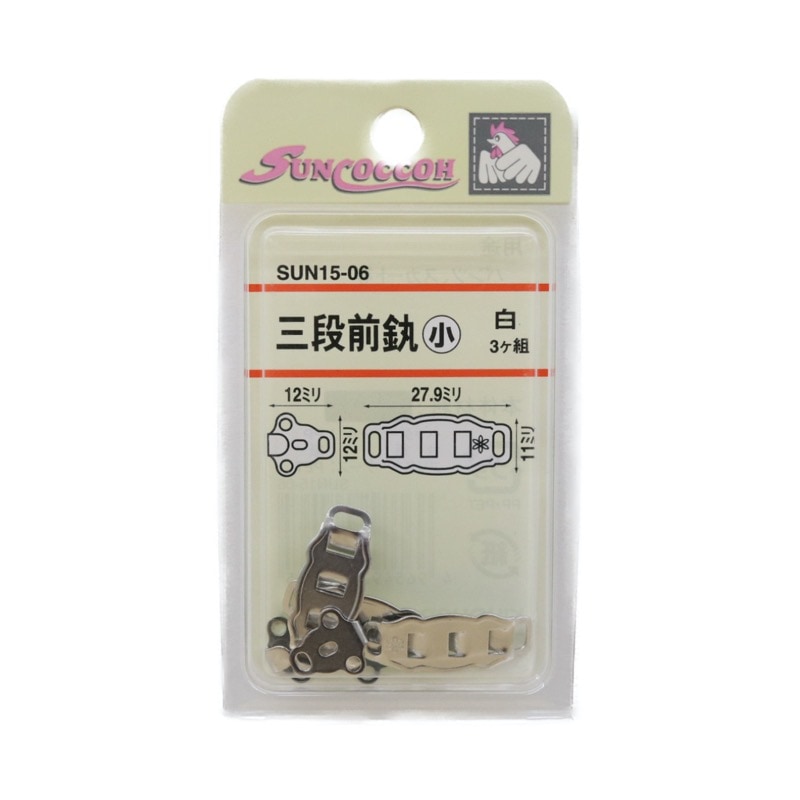 SUNCOCCOH
SUN15-06
三段前釻 小 白
3ヶ組
12ミリ 27.9ミリ
12ミリ 11ミリ